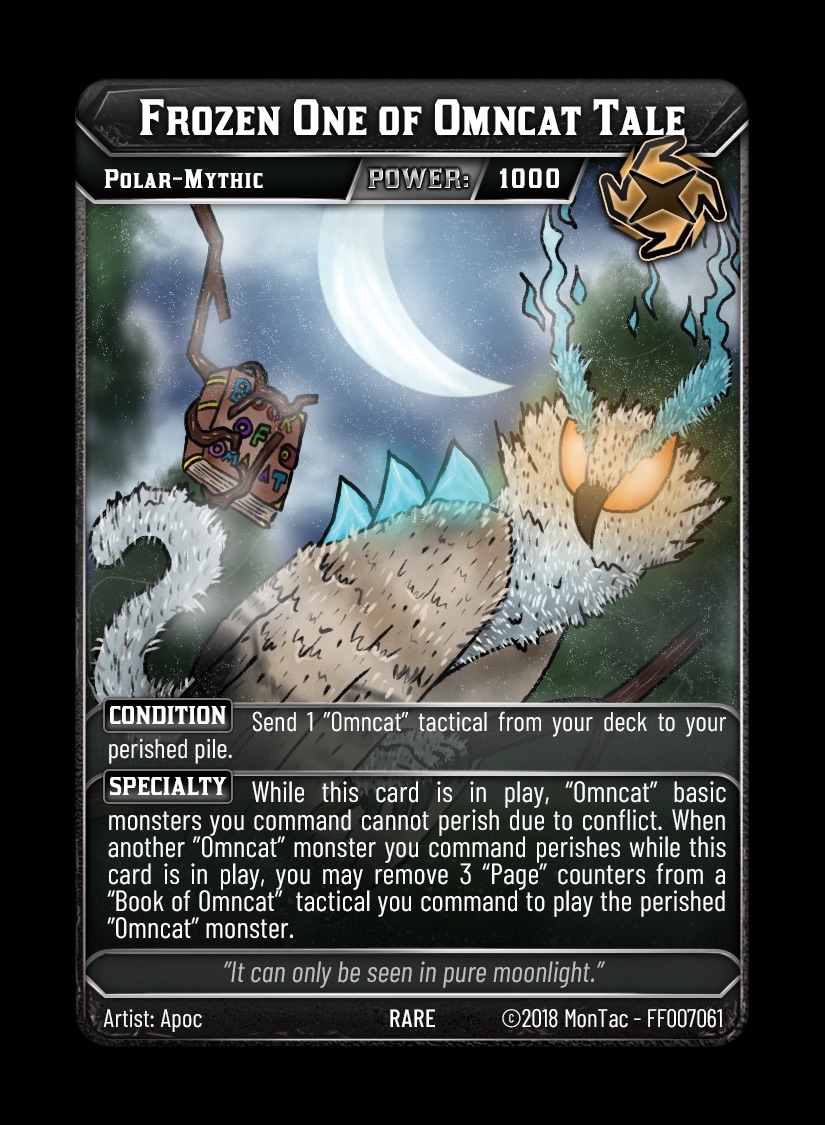 Frozen One of Omncat Tale
Polar-Mythic
POWER:
1000
BOOK
OF
OMNCAT
CONDITION Send 1 "Omncat" tactical from your deck to your
perished pile.
SPECIALTY While this card is in play, "Omncat" basic
monsters you command cannot perish due to conflict. When
another "Omncat" monster you command perishes while this
card is in play, you may remove 3 "Page" counters from a
"Book of Omncat" tactical you command to play the perished
"Omncat" monster.
"It can only be seen in pure moonlight."
Artist: Apoc
RARE
©2018 MonTac - FF007061